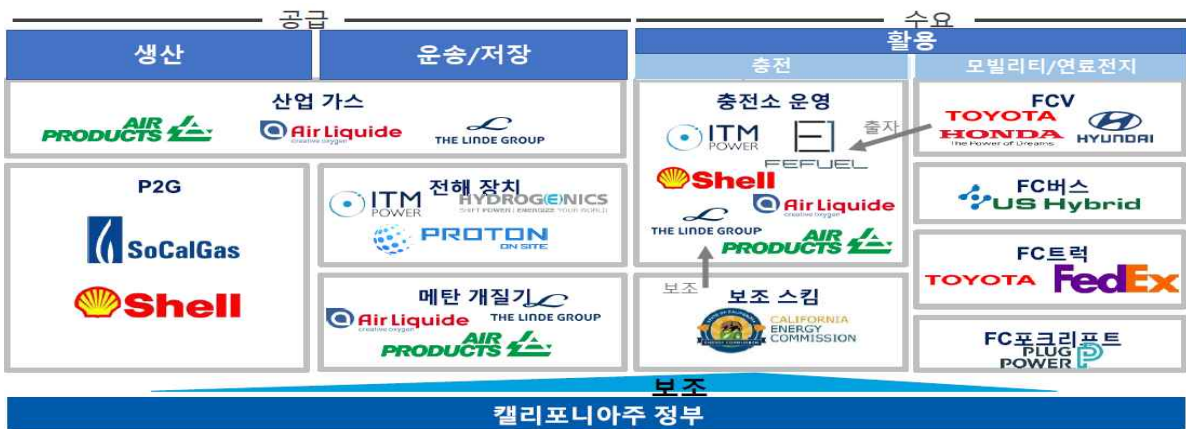 공급
수요
생산
운송/저장
활용
충전
모빌리티/연료전지
산업 가스
AIR PRODUCTS
Air Liquide
creative oxygen
THE LINDE GROUP
P2G
SoCalGas
Shell
전해 장치
ITM POWER
HYDROGENICS
SHIFT POWER | ENERGIZE YOUR WORLD
PROTON
ON SITE
메탄 개질기
Air Liquide
creative oxygen
THE LINDE GROUP
AIR PRODUCTS
충전소 운영
ITM POWER
FEFUEL
출자
Shell
Air Liquide
creative oxygen
THE LINDE GROUP
AIR PRODUCTS
보조
보조 스킴
CALIFORNIA
ENERGY
COMMISSION
FCV
TOYOTA
HONDA
The Power of Dreams
HYUNDAI
FC버스
US Hybrid
FC트럭
TOYOTA
FedEx
FC포크리프트
PLUG
POWER
보조
캘리포니아주 정부